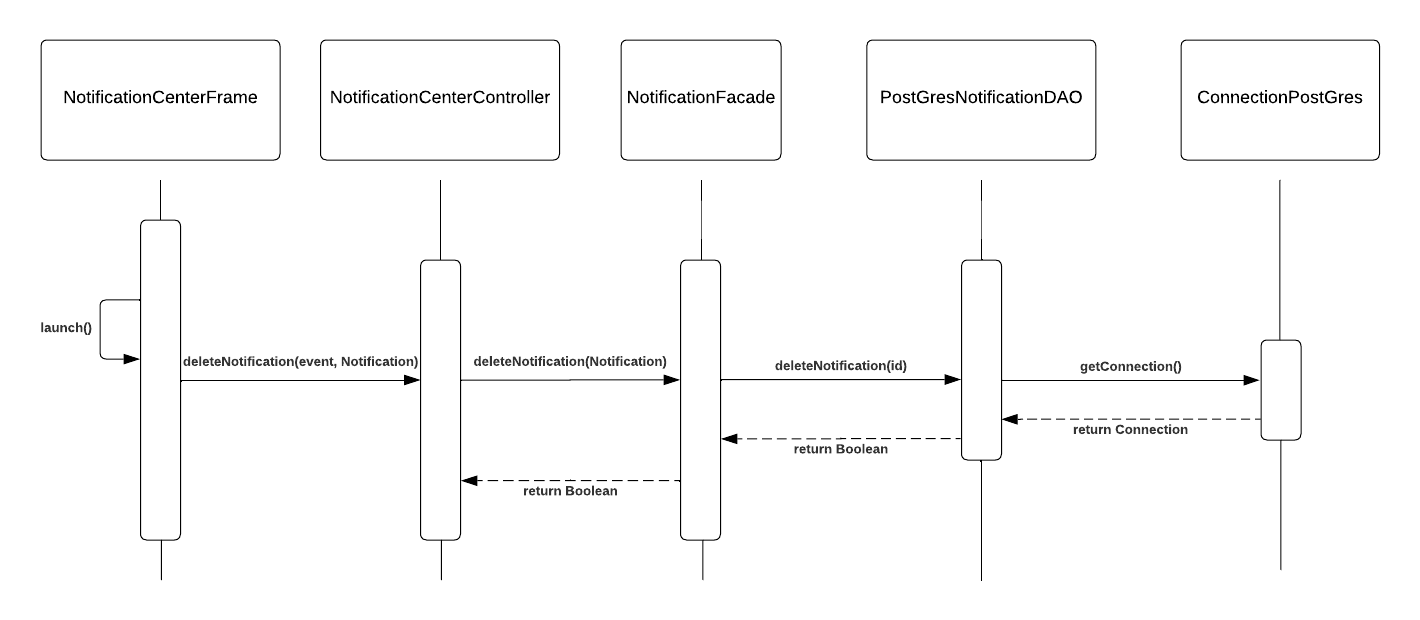 NotificationCenterFrame
NotificationCenterController
NotificationFacade
PostGresNotificationDAO
ConnectionPostGres
launch()
deleteNotification(event, Notification)
deleteNotification(Notification)
deleteNotification(id)
getConnection()
return Connection
return Boolean
return Boolean